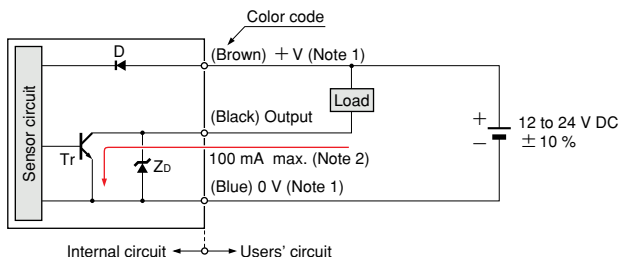 Color code
D
(Brown) + V (Note 1)
Sensor circuit
Load
(Black) Output
+
12 to 24 V DC
Tr
ZD
100 mA max. (Note 2)
−
± 10 %
(Blue) 0 V (Note 1)
Internal circuit
Users' circuit